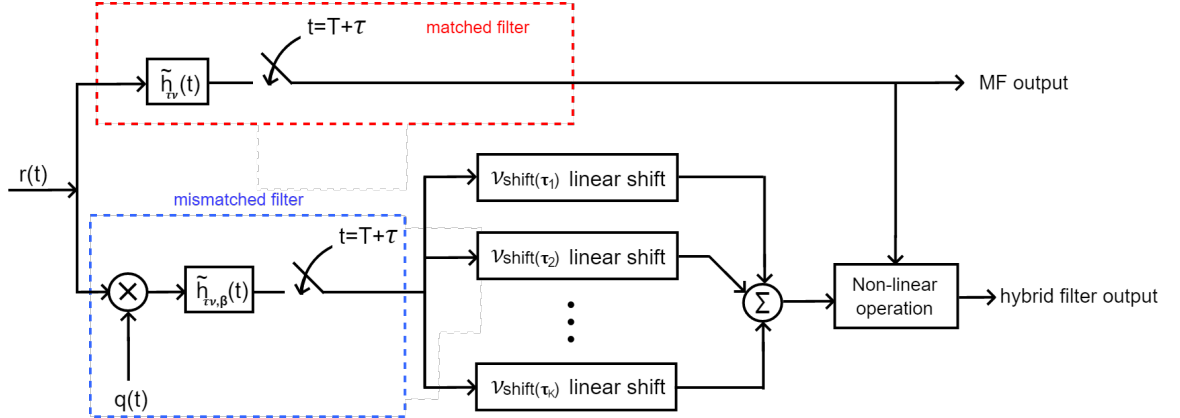 t=T+τ
matched filter
h̃τν(t)
MF output
r(t)
νshift(τ₁) linear shift
mismatched filter
t=T+τ
νshift(τ₂) linear shift
h̃τν,β(t)
Non-linear
operation
Σ
hybrid filter output
νshift(τK) linear shift
q(t)